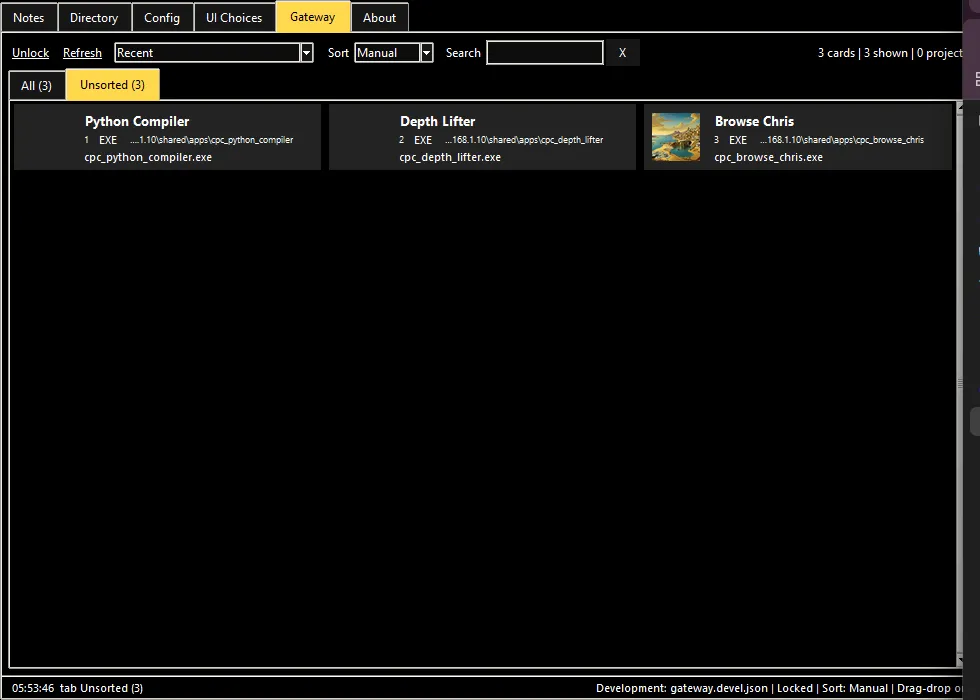 Notes Directory Config UI Choices Gateway About
Unlock Refresh Recent Sort Manual Search X 3 cards | 3 shown | 0 project
All (3) Unsorted (3)
Python Compiler
1 EXE ....1.10\shared\apps\cpc_python_compiler
cpc_python_compiler.exe
Depth Lifter
2 EXE ...168.1.10\shared\apps\cpc_depth_lifter
cpc_depth_lifter.exe
Browse Chris
3 EXE ...168.1.10\shared\apps\cpc_browse_chris
cpc_browse_chris.exe
05:53:46 tab Unsorted (3) Development: gateway.devel.json | Locked | Sort: Manual | Drag-drop o